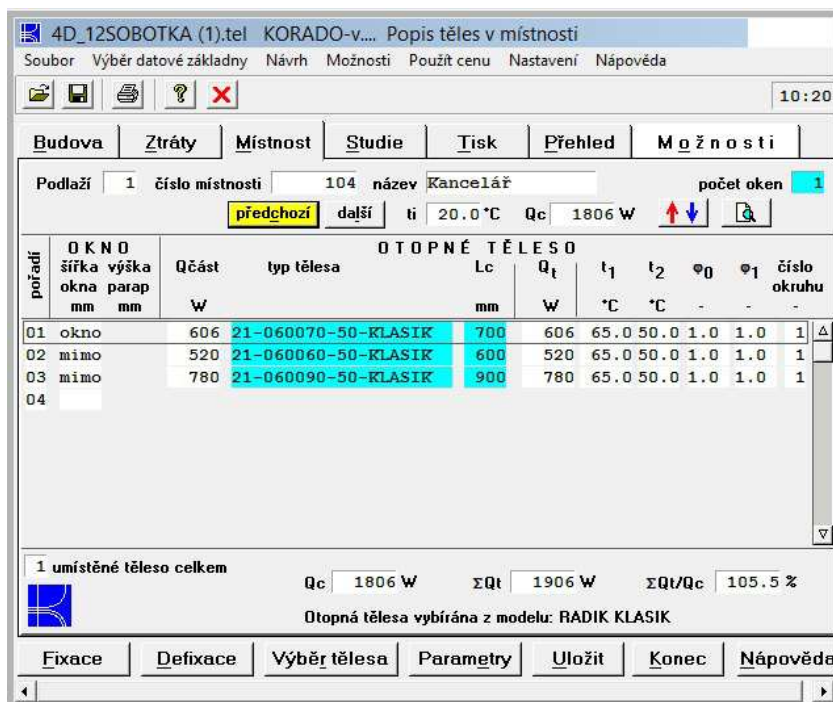 4D_12SOBOTKA (1).tel KORADO-v.... Popis těles v místnosti
Soubor Výběr datové základny Návrh Možnosti Použít cenu Nastavení Nápověda
10:20
Budova Ztráty Místnost Studie Tisk Přehled Možnosti
Podlaží 1 číslo místnosti 104 název Kancelář počet oken 1
předchozí další ti 20.0 °C Qc 1806 W
OKNO OTOPNÉ TĚLESO
pořadí šířka výška Qčást typ tělesa Lc Qt t1 t2 φ0 φ1 číslo
okna parap okruhu
mm mm W mm W °C °C - - -
01 okno 606 21-060070-50-KLASIK 700 606 65.0 50.0 1.0 1.0 1
02 mimo 520 21-060060-50-KLASIK 600 520 65.0 50.0 1.0 1.0 1
03 mimo 780 21-060090-50-KLASIK 900 780 65.0 50.0 1.0 1.0 1
04
1 umístěné těleso celkem
Qc 1806 W ΣQt 1906 W ΣQt/Qc 105.5 %
Otopná tělesa vybírána z modelu: RADIK KLASIK
Fixace Defixace Výběr tělesa Parametry Uložit Konec Nápověda